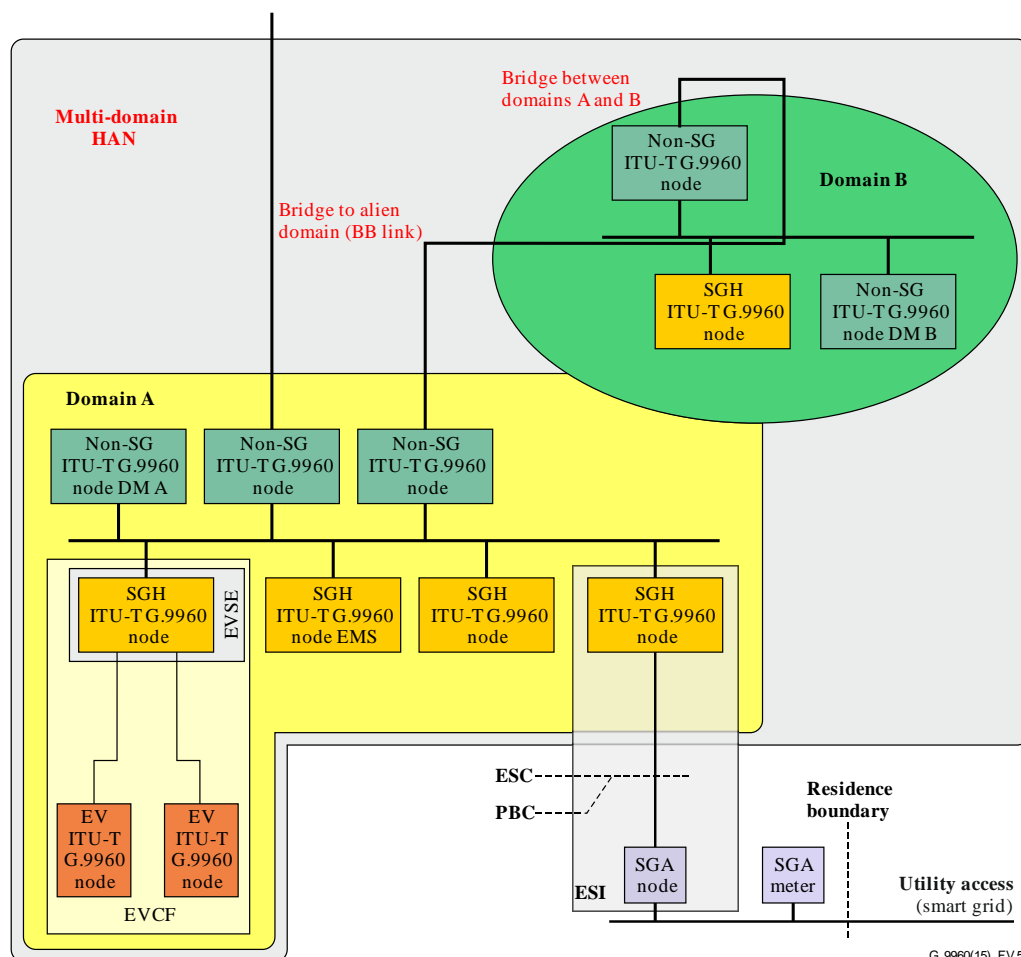 Bridge between
domains A and B
Multi-domain
HAN
Non-SG
ITU-T G.9960
node
Domain B
Bridge to alien
domain (BB link)
SGH
ITU-T G.9960
node
Non-SG
ITU-T G.9960
node DM B
Domain A
Non-SG
ITU-T G.9960
node DM A
Non-SG
ITU-T G.9960
node
Non-SG
ITU-T G.9960
node
SGH
ITU-T G.9960
node
EVSE
SGH
ITU-T G.9960
node EMS
SGH
ITU-T G.9960
node
SGH
ITU-T G.9960
node
ESC
PBC
Residence
boundary
EV
ITU-T
G.9960
node
EV
ITU-T
G.9960
node
EVCF
SGA
node
ESI
SGA
meter
Utility access
(smart grid)